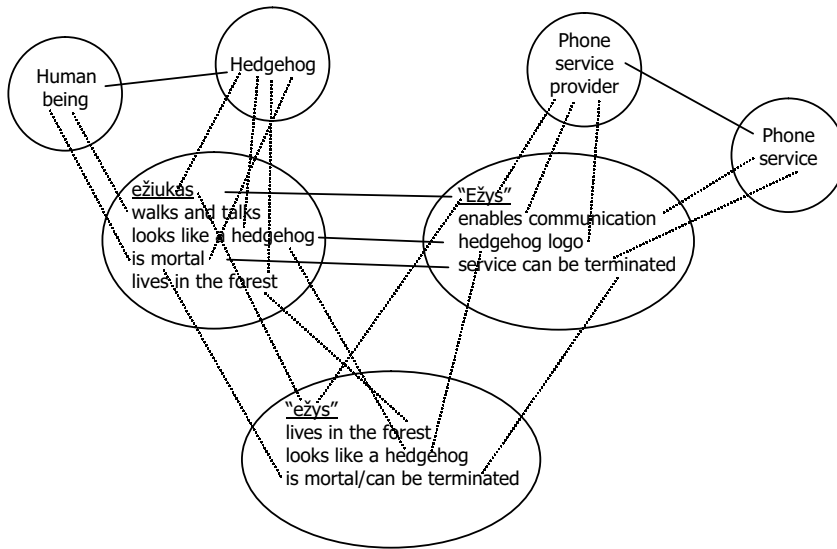 Human
being
Hedgehog
Phone
service
provider
Phone
service
ežiukas
walks and talks
looks like a hedgehog
is mortal
lives in the forest
“Ežys”
enables communication
hedgehog logo
service can be terminated
“ežys”
lives in the forest
looks like a hedgehog
is mortal/can be terminated